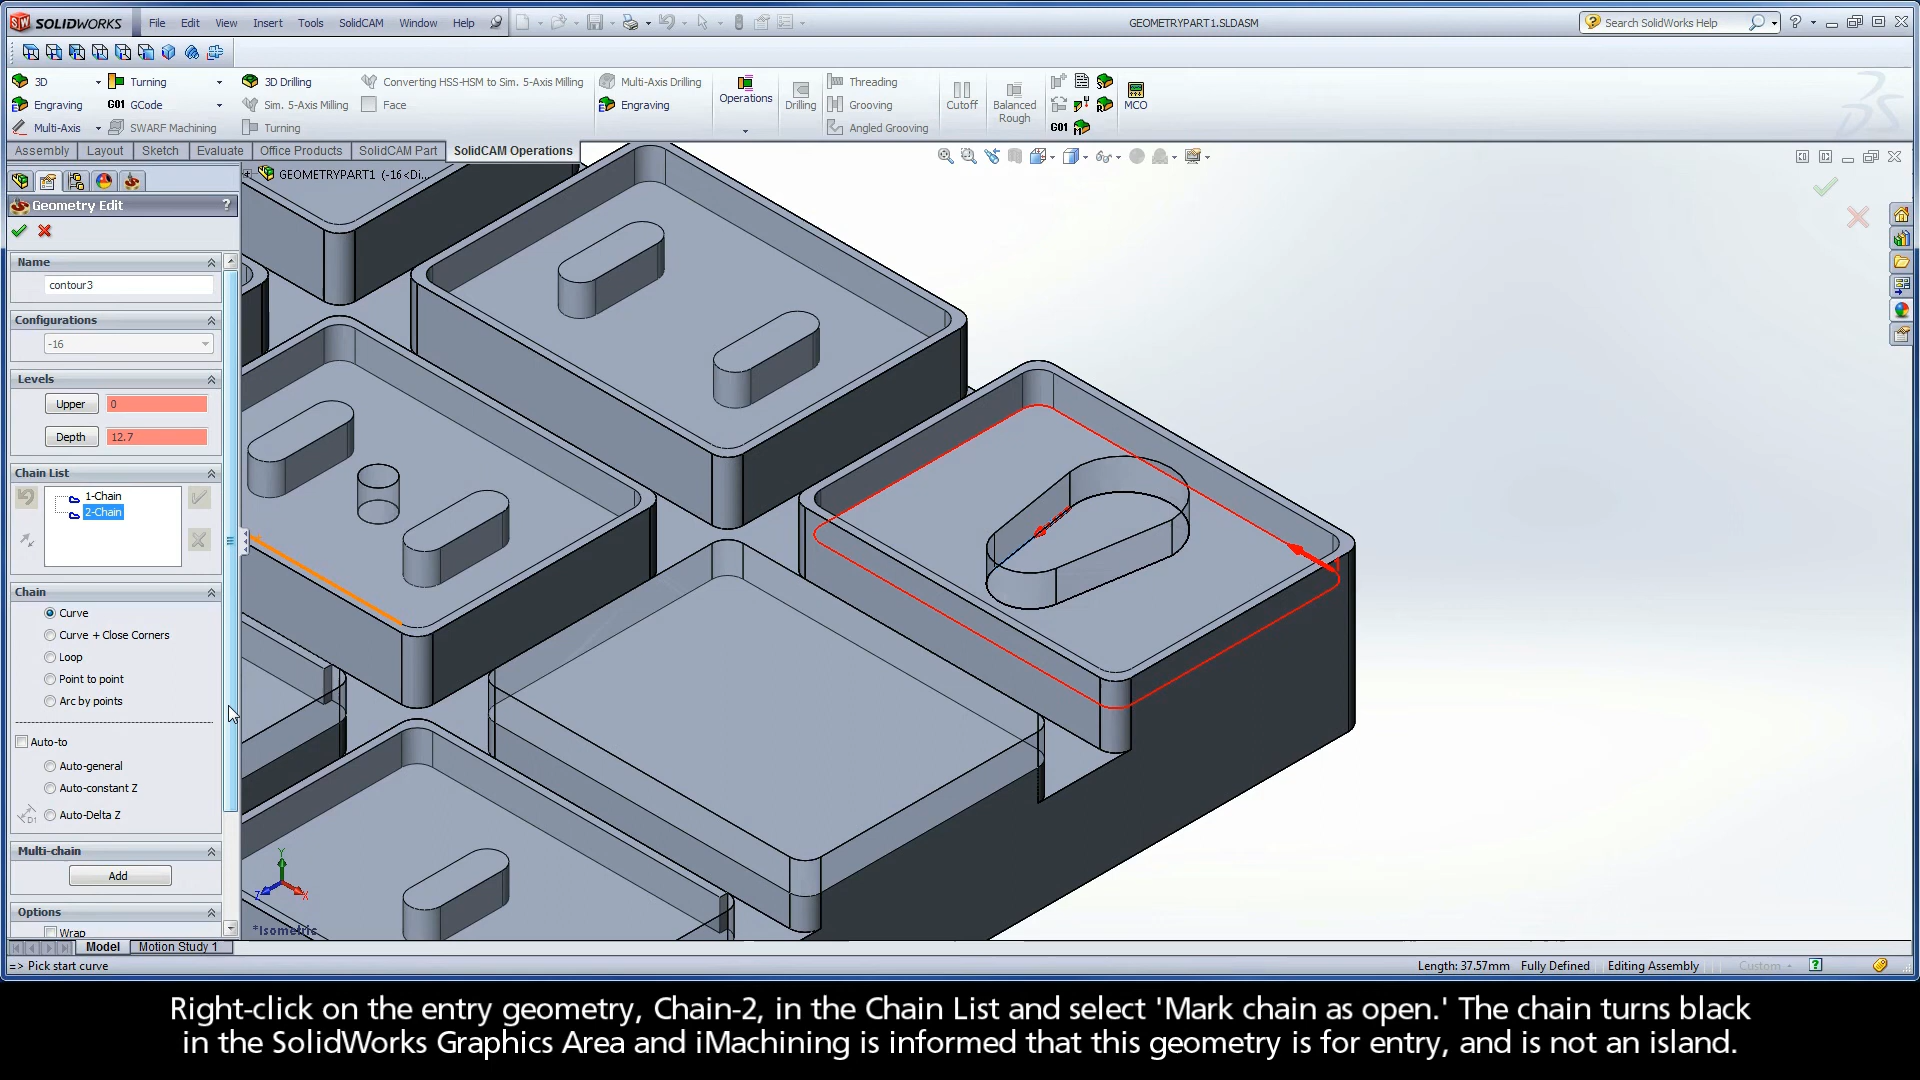 SOLIDWORKS File Edit View Insert Tools SolidCAM Window Help GEOMETRYPART1.SLDASM Search SolidWorks Help
3D Turning 3D Drilling Converting HSS-HSM to Sim. 5-Axis Milling Multi-Axis Drilling Threading
Engraving G01 GCode Sim. 5-Axis Milling Face Engraving Operations Drilling Grooving Cutoff Balanced Rough MCO
Multi-Axis SWARF Machining Turning Angled Grooving G01
Assembly Layout Sketch Evaluate Office Products SolidCAM Part SolidCAM Operations
GEOMETRYPART1 (-16<Di...
Geometry Edit ?
Name
contour3
Configurations
-16
Levels
Upper 0
Depth 12.7
Chain List
1-Chain
2-Chain
Chain
Curve
Curve + Close Corners
Loop
Point to point
Arc by points
Auto-to
Auto-general
Auto-constant Z
Auto-Delta Z
Multi-chain
Add
Options
Wrap
Y
Z X
*Isometric
Model Motion Study 1
=> Pick start curve Length: 37.57mm Fully Defined Editing Assembly Custom
Right-click on the entry geometry, Chain-2, in the Chain List and select 'Mark chain as open.' The chain turns black
in the SolidWorks Graphics Area and iMachining is informed that this geometry is for entry, and is not an island.